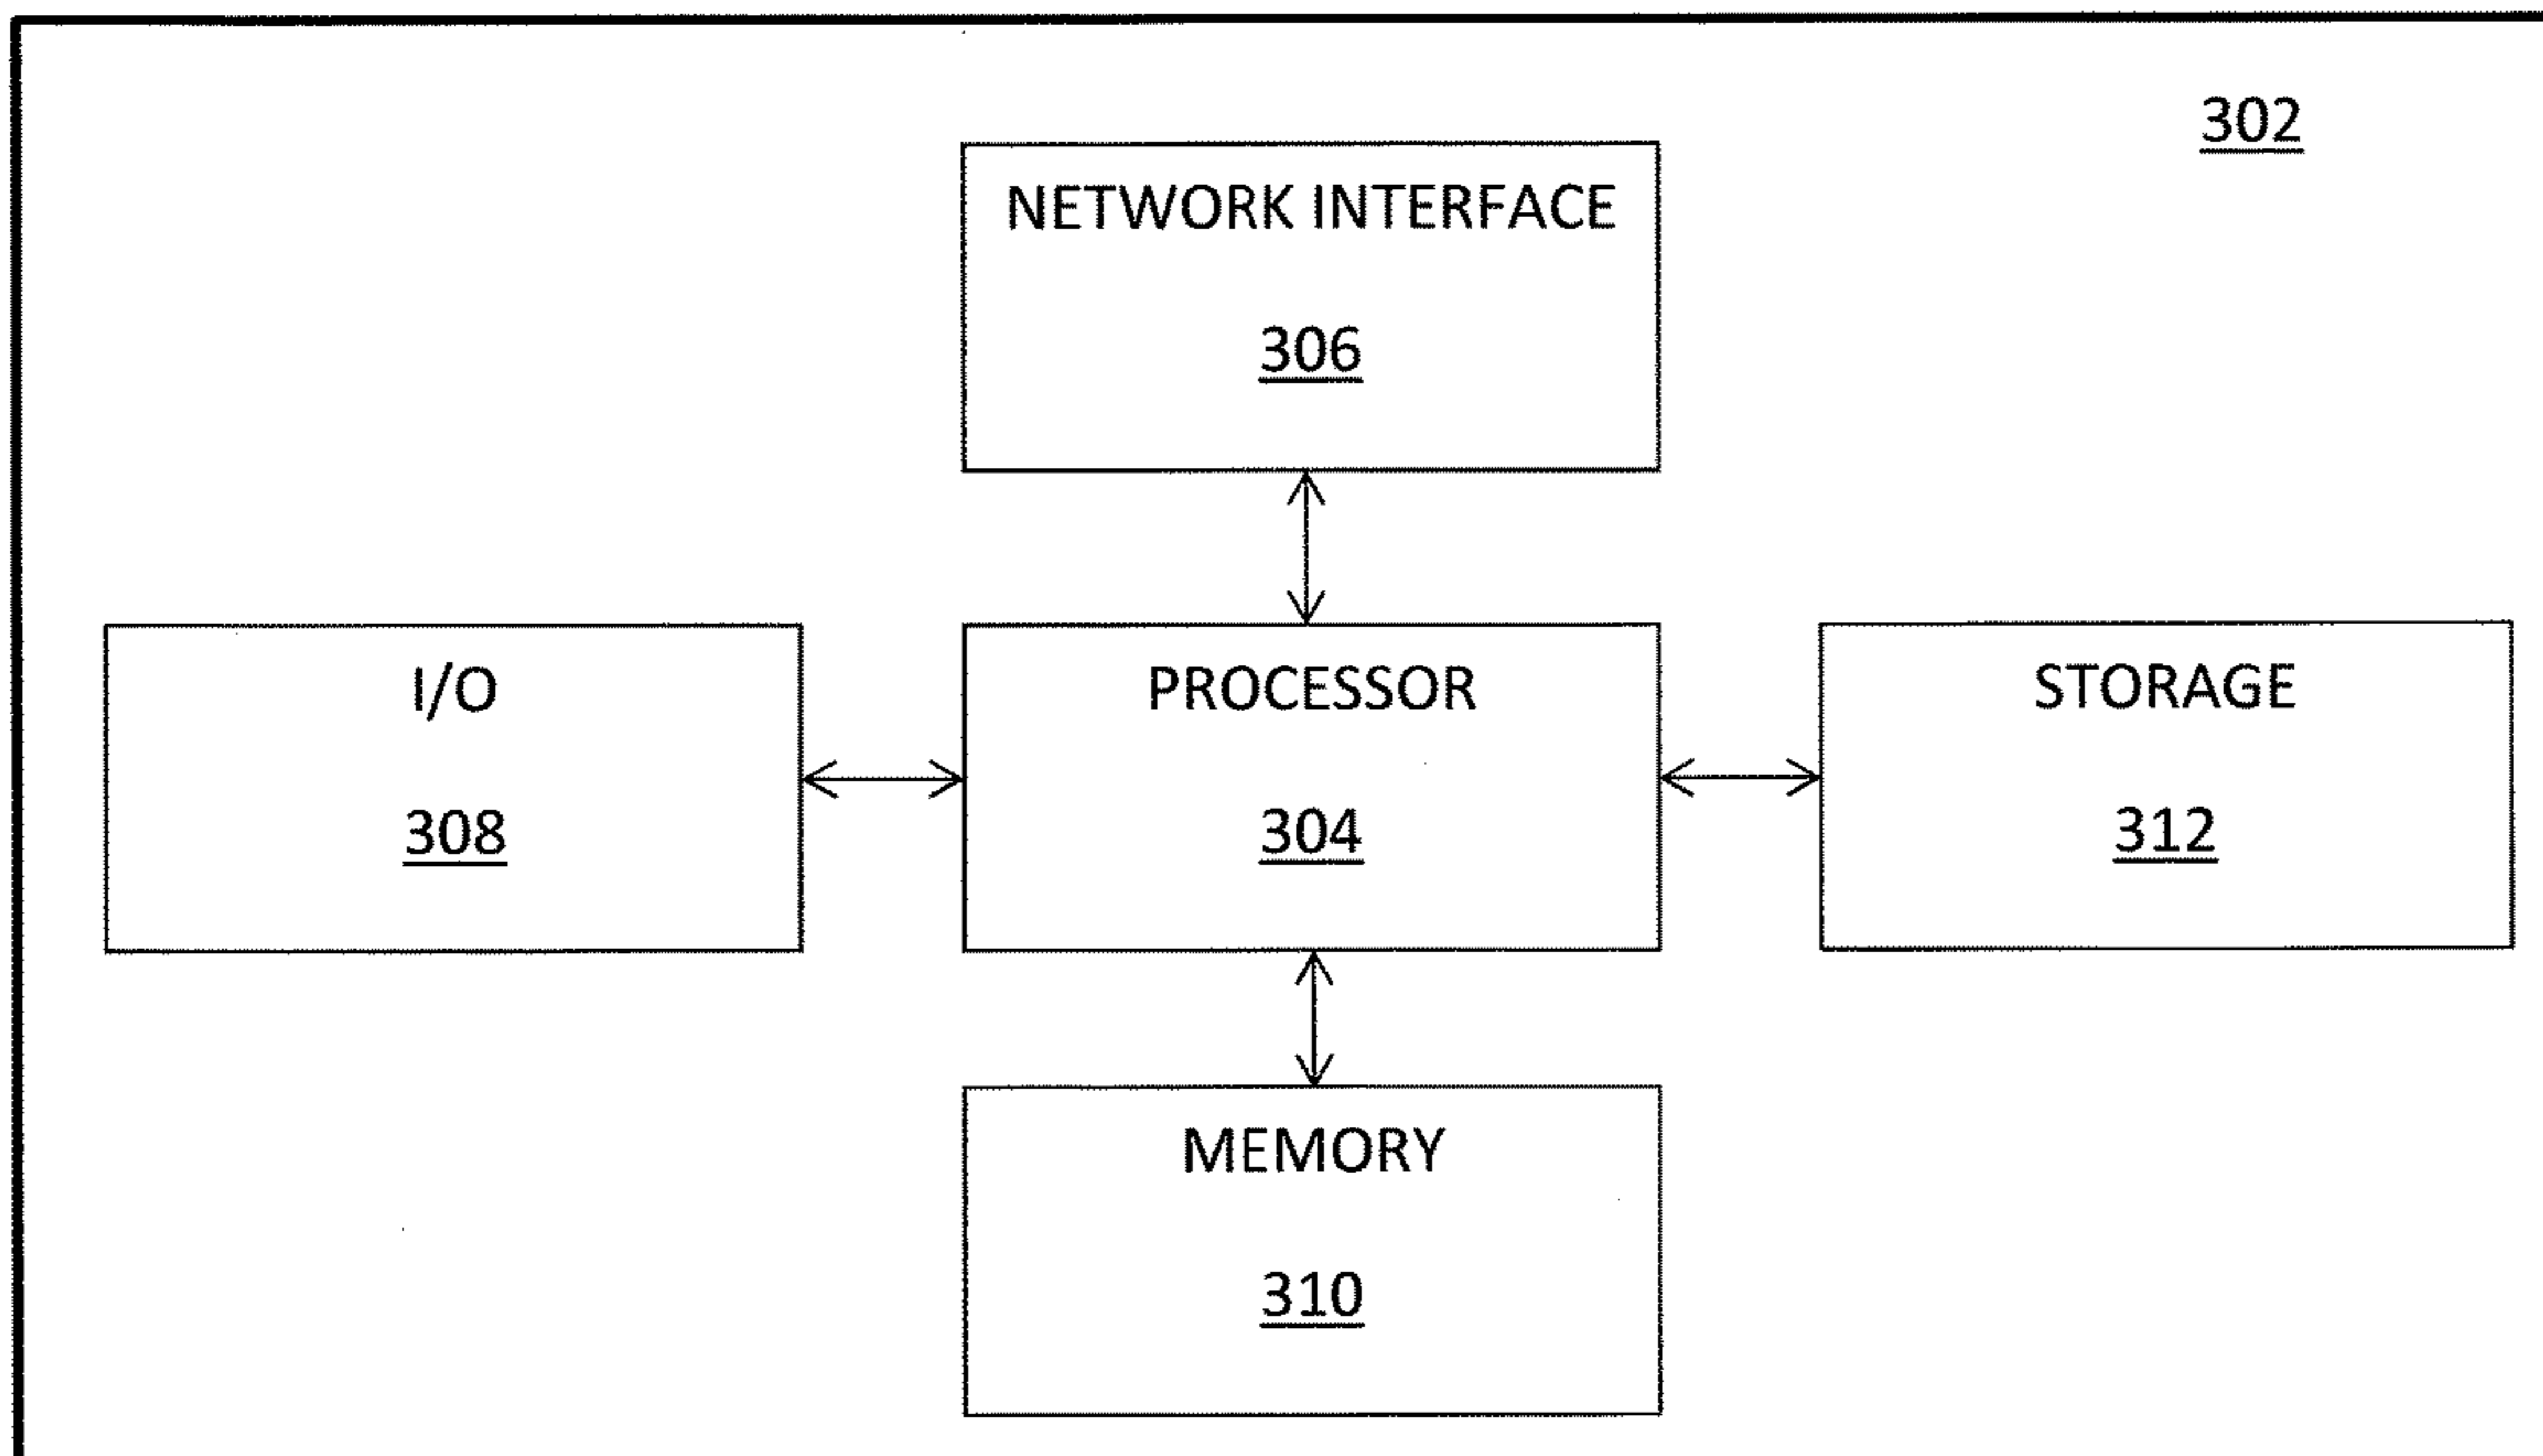 302
NETWORK INTERFACE
306
I/O
308
PROCESSOR
304
STORAGE
312
MEMORY
310